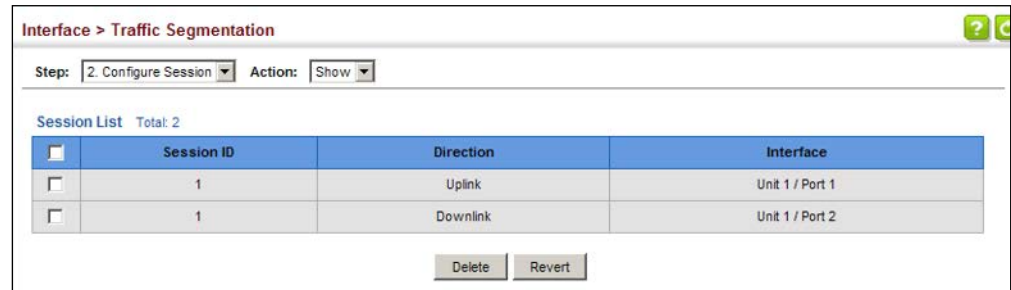 Interface > Traffic Segmentation
?
Step: 2. Configure Session Action: Show
Session List Total: 2
Session ID Direction Interface
1 Uplink Unit 1 / Port 1
1 Downlink Unit 1 / Port 2
Delete Revert